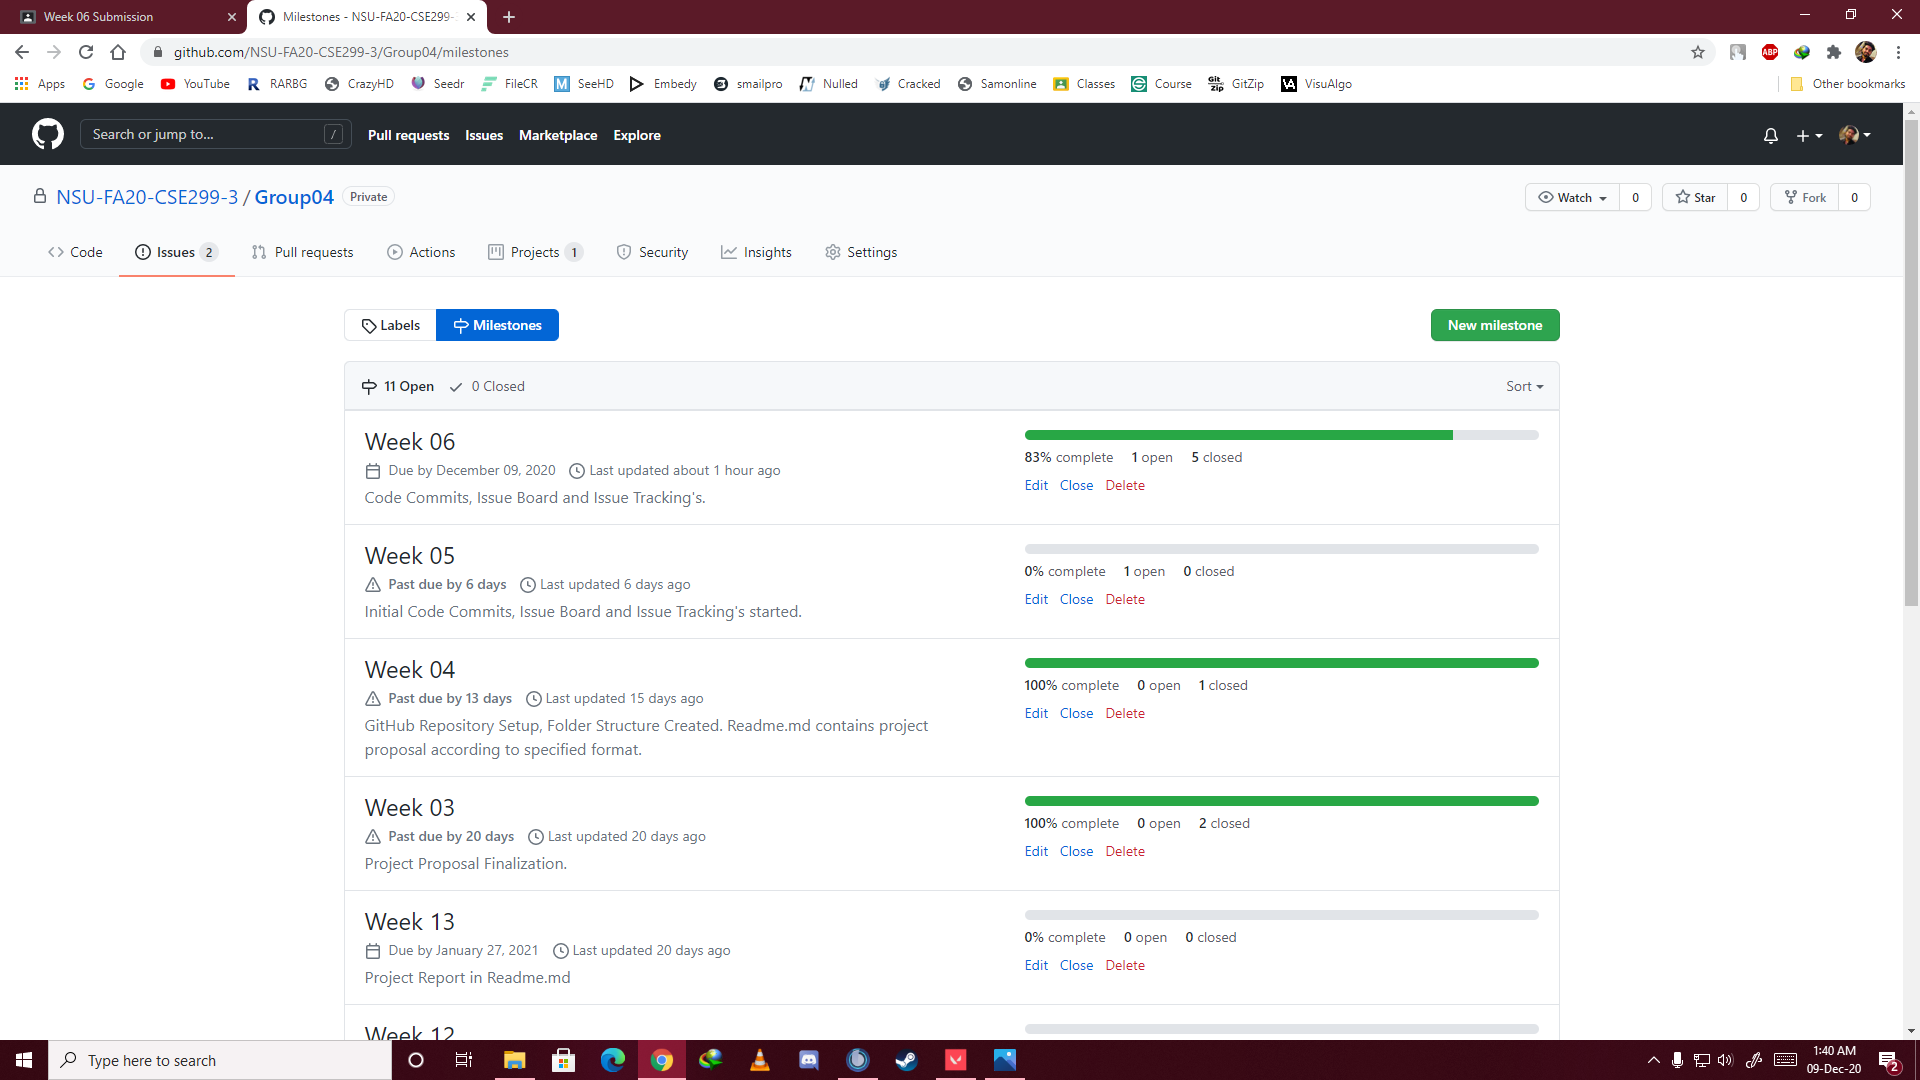 Week 06 Submission
Milestones - NSU-FA20-CSE299-
github.com/NSU-FA20-CSE299-3/Group04/milestones
ABP
Apps Google YouTube RARBG CrazyHD Seedr FileCR SeeHD Embedy smailpro Nulled Cracked Samonline Classes Course GitZip VisuAlgo Other bookmarks
Search or jump to... / Pull requests Issues Marketplace Explore
NSU-FA20-CSE299-3 / Group04 Private
Watch 0 Star 0 Fork 0
Code Issues 2 Pull requests Actions Projects 1 Security Insights Settings
Labels Milestones New milestone
11 Open 0 Closed Sort
Week 06
Due by December 09, 2020 Last updated about 1 hour ago
Code Commits, Issue Board and Issue Tracking's.
83% complete 1 open 5 closed
Edit Close Delete
Week 05
Past due by 6 days Last updated 6 days ago
Initial Code Commits, Issue Board and Issue Tracking's started.
0% complete 1 open 0 closed
Edit Close Delete
Week 04
Past due by 13 days Last updated 15 days ago
GitHub Repository Setup, Folder Structure Created. Readme.md contains project
proposal according to specified format.
100% complete 0 open 1 closed
Edit Close Delete
Week 03
Past due by 20 days Last updated 20 days ago
Project Proposal Finalization.
100% complete 0 open 2 closed
Edit Close Delete
Week 13
Due by January 27, 2021 Last updated 20 days ago
Project Report in Readme.md
0% complete 0 open 0 closed
Edit Close Delete
Week 12
Type here to search
1:40 AM
09-Dec-20
2